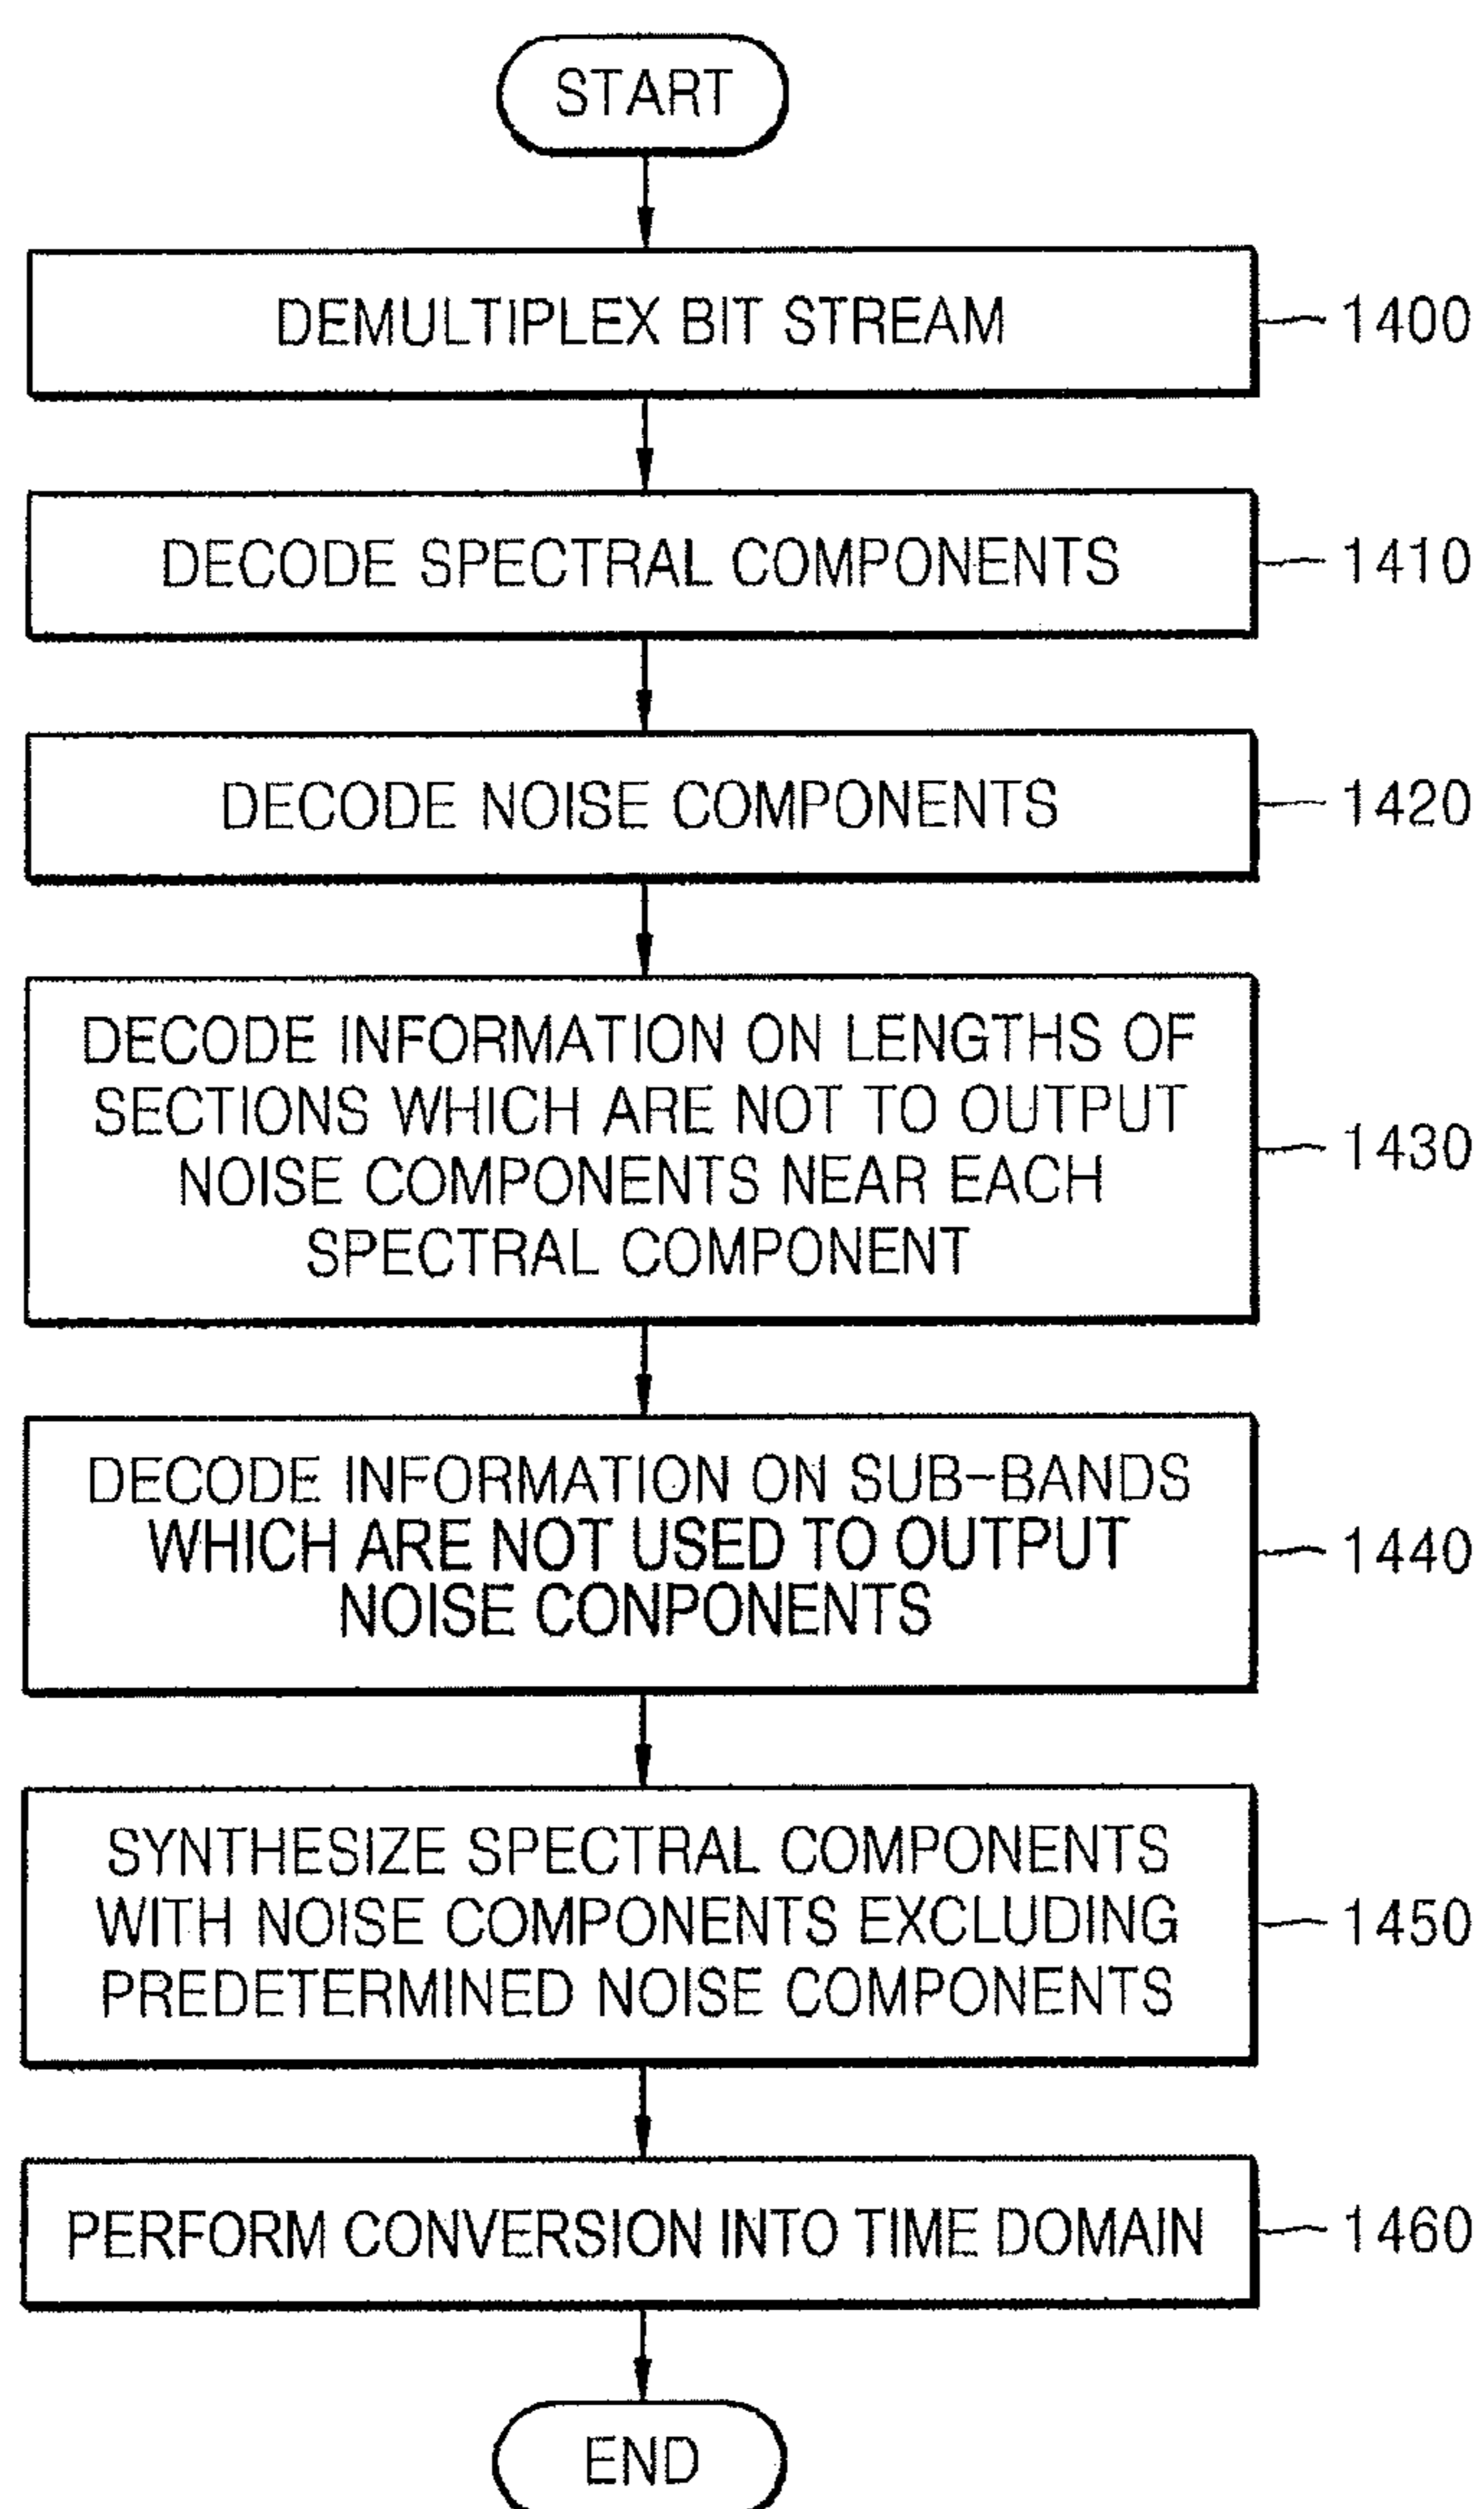 START
DEMULTIPLEX BIT STREAM
1400
DECODE SPECTRAL COMPONENTS
1410
DECODE NOISE COMPONENTS
1420
DECODE INFORMATION ON LENGTHS OF
SECTIONS WHICH ARE NOT TO OUTPUT
NOISE COMPONENTS NEAR EACH
SPECTRAL COMPONENT
1430
DECODE INFORMATION ON SUB-BANDS
WHICH ARE NOT USED TO OUTPUT
NOISE CONPONENTS
1440
SYNTHESIZE SPECTRAL COMPONENTS
WITH NOISE COMPONENTS EXCLUDING
PREDETERMINED NOISE COMPONENTS
1450
PERFORM CONVERSION INTO TIME DOMAIN
1460
END